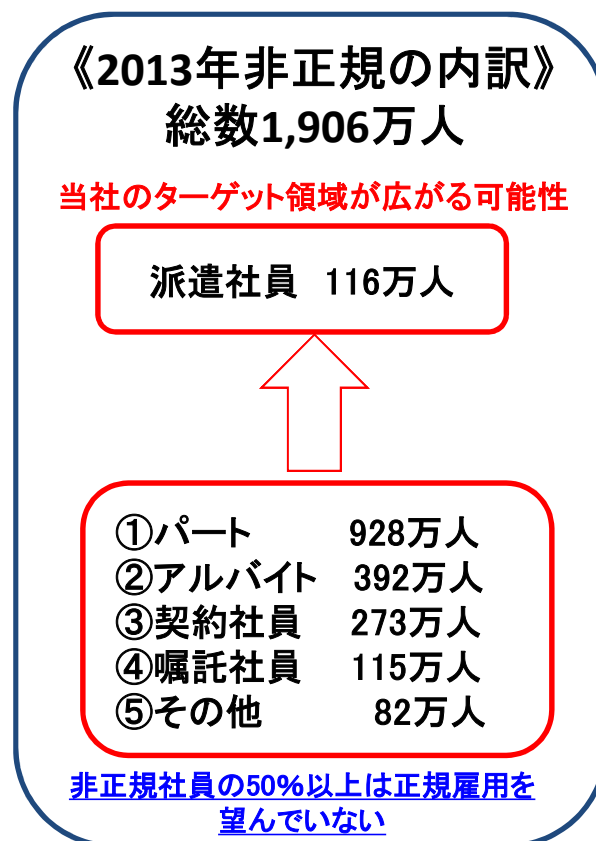 《2013年非正規の内訳》
総数1,906万人
当社のターゲット領域が広がる可能性
派遣社員 116万人
①パート 928万人
②アルバイト 392万人
③契約社員 273万人
④嘱託社員 115万人
⑤その他 82万人
非正規社員の50%以上は正規雇用を
望んでいない